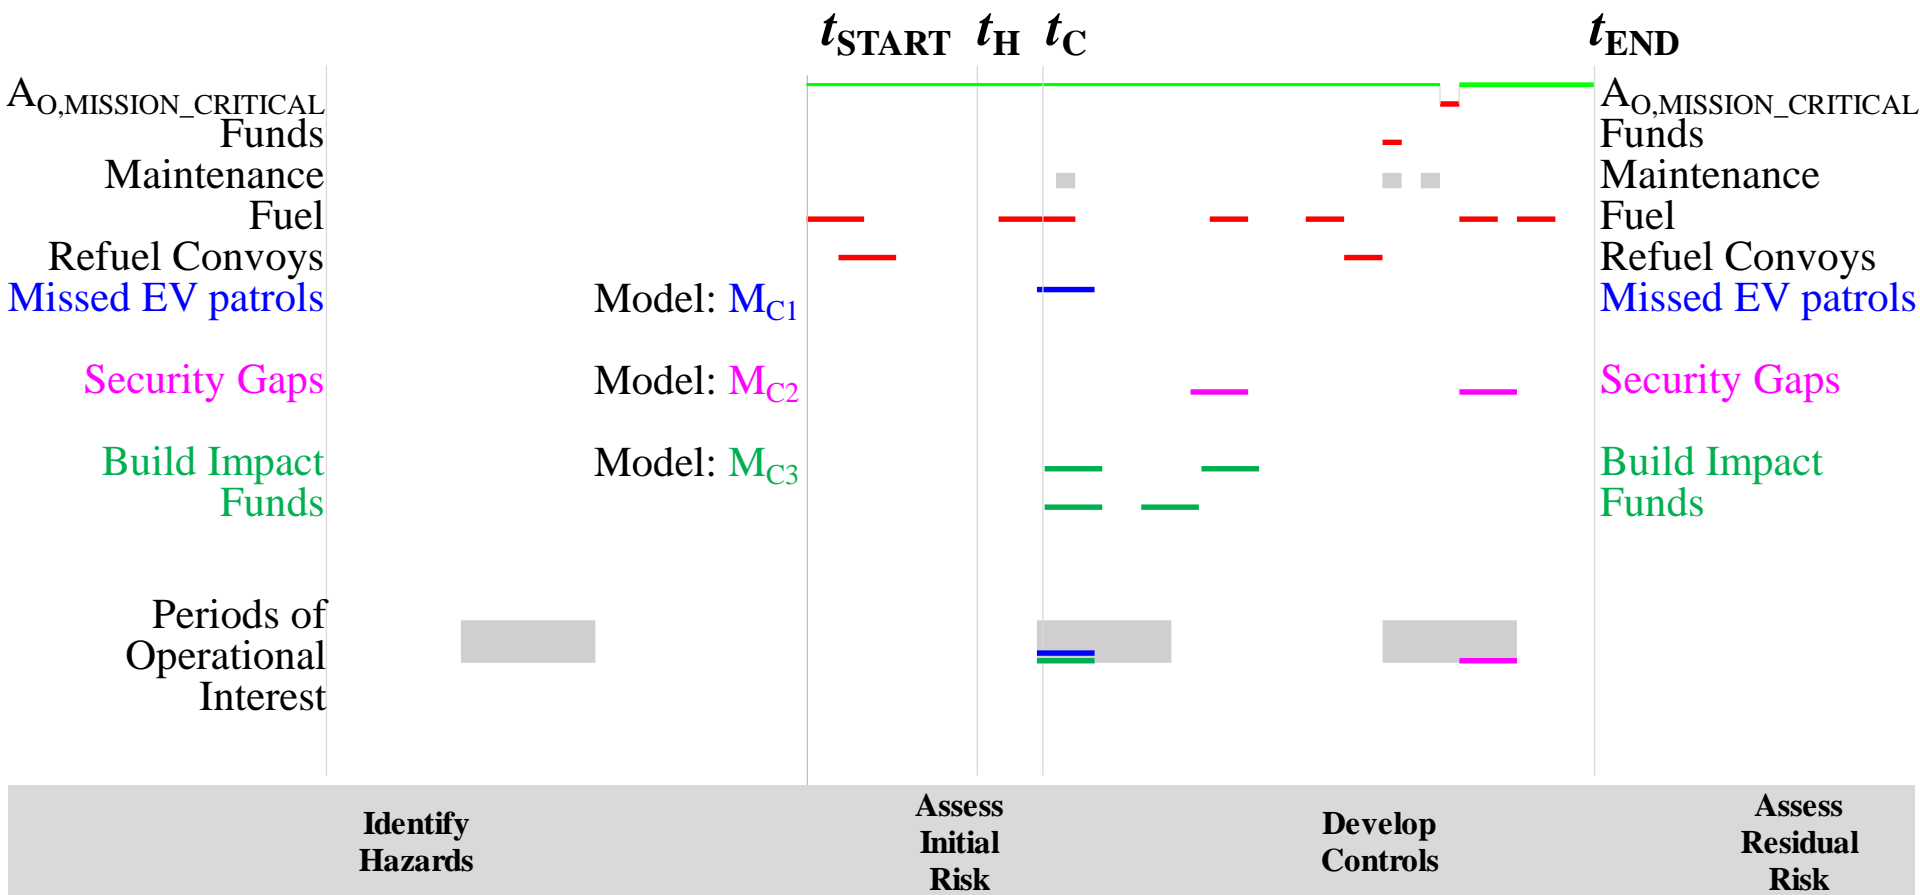 tSTART tH tC tEND
AO,MISSION_CRITICAL AO,MISSION_CRITICAL
Funds Funds
Maintenance Maintenance
Fuel Fuel
Refuel Convoys Refuel Convoys
Missed EV patrols Model: MC1 Missed EV patrols
Security Gaps Model: MC2 Security Gaps
Build Impact Model: MC3 Build Impact
Funds Funds
Periods of
Operational
Interest
Identify
Hazards
Assess
Initial
Risk
Develop
Controls
Assess
Residual
Risk